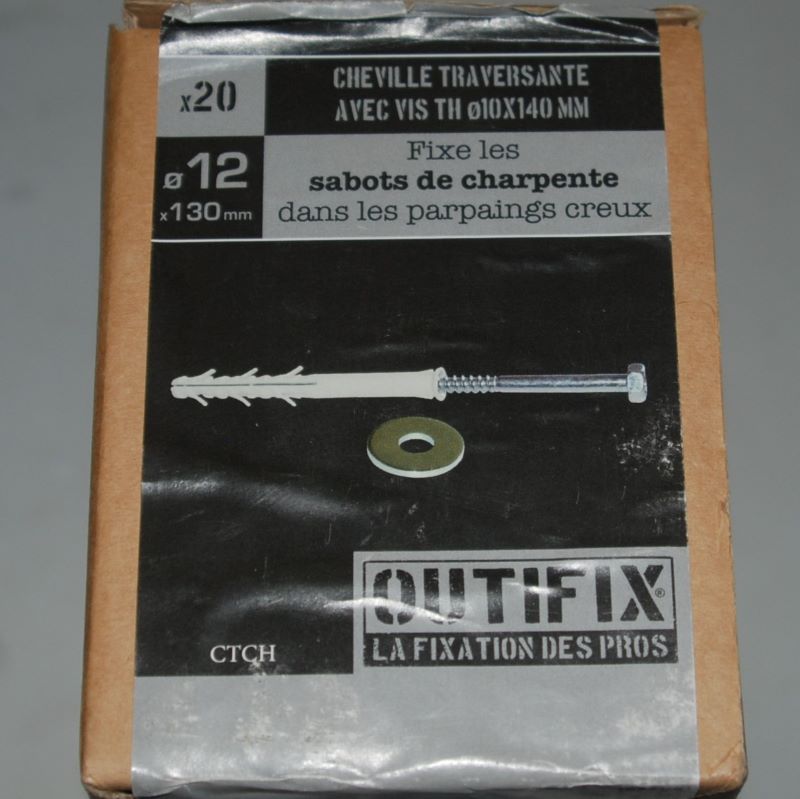 x20
CHEVILLE TRAVERSANTE
AVEC VIS TH ø10X140 MM
ø12
x130mm
Fixe les
sabots de charpente
dans les parpaings creux
OUTIFIX®
LA FIXATION DES PROS
CTCH